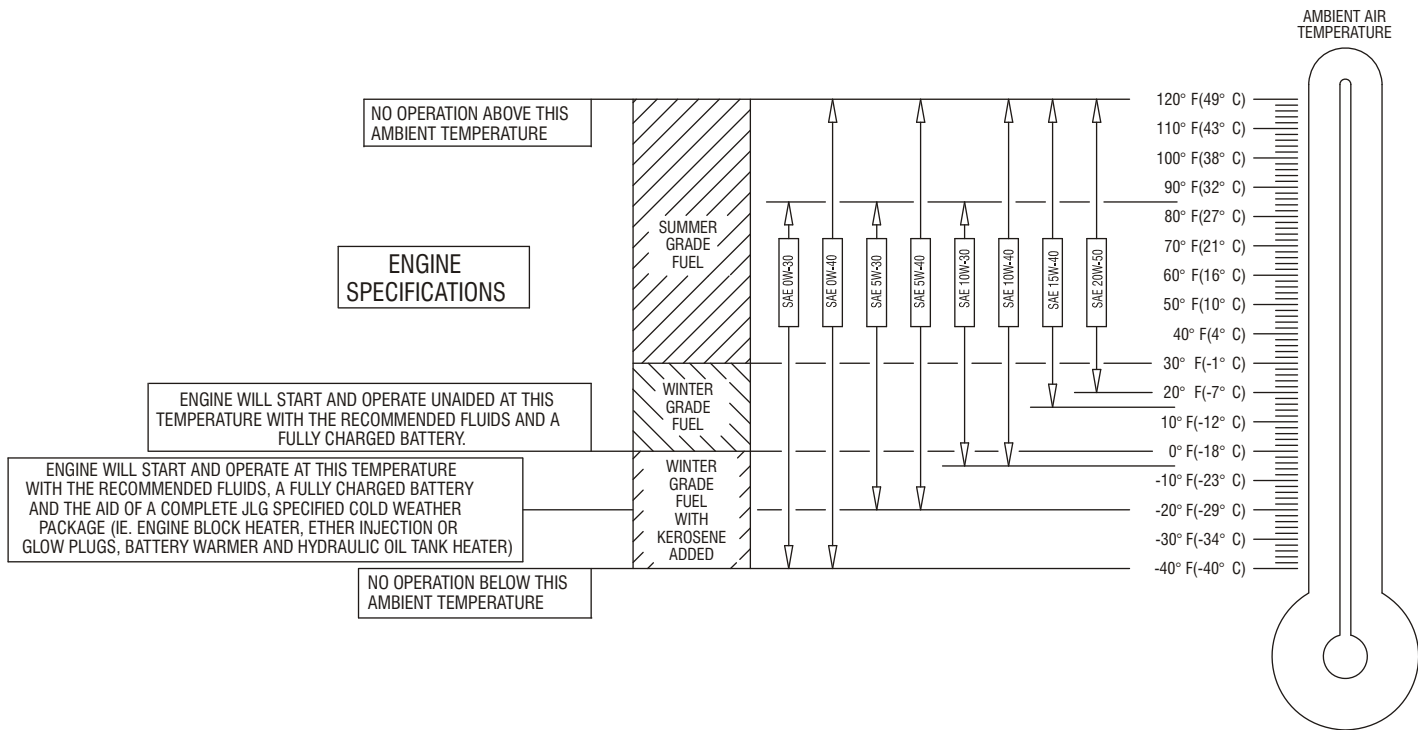 AMBIENT AIR
TEMPERATURE
NO OPERATION ABOVE THIS
AMBIENT TEMPERATURE
120° F(49° C)
110° F(43° C)
100° F(38° C)
90° F(32° C)
80° F(27° C)
70° F(21° C)
60° F(16° C)
50° F(10° C)
40° F(4° C)
30° F(-1° C)
20° F(-7° C)
10° F(-12° C)
0° F(-18° C)
-10° F(-23° C)
-20° F(-29° C)
-30° F(-34° C)
-40° F(-40° C)
ENGINE
SPECIFICATIONS
SUMMER
GRADE
FUEL
SAE 0W-30
SAE 0W-40
SAE 5W-30
SAE 5W-40
SAE 10W-30
SAE 10W-40
SAE 15W-40
SAE 20W-50
ENGINE WILL START AND OPERATE UNAIDED AT THIS
TEMPERATURE WITH THE RECOMMENDED FLUIDS AND A
FULLY CHARGED BATTERY.
WINTER
GRADE
FUEL
ENGINE WILL START AND OPERATE AT THIS TEMPERATURE
WITH THE RECOMMENDED FLUIDS, A FULLY CHARGED BATTERY
AND THE AID OF A COMPLETE JLG SPECIFIED COLD WEATHER
PACKAGE (IE. ENGINE BLOCK HEATER, ETHER INJECTION OR
GLOW PLUGS, BATTERY WARMER AND HYDRAULIC OIL TANK HEATER)
WINTER
GRADE
FUEL
WITH
KEROSENE
ADDED
NO OPERATION BELOW THIS
AMBIENT TEMPERATURE